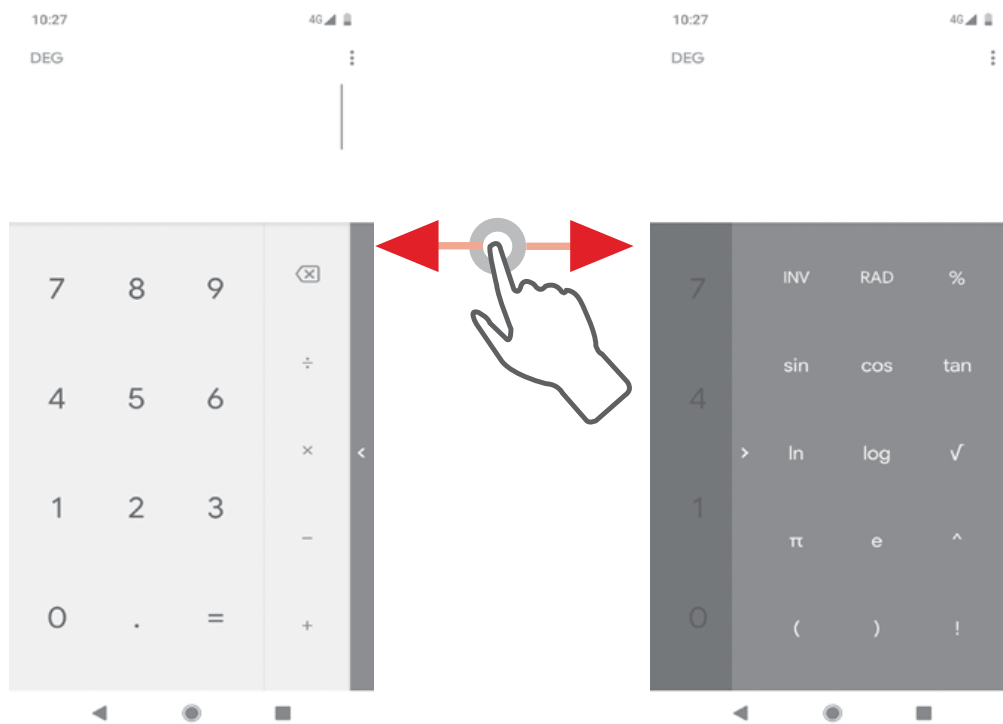 10:27 4G
DEG
7 8 9
÷
4 5 6
×
<
1 2 3
−
0 . =
+
10:27 4G
DEG
7 INV RAD %
sin cos tan
4
> ln log √
1
π e ^
0
( ) !